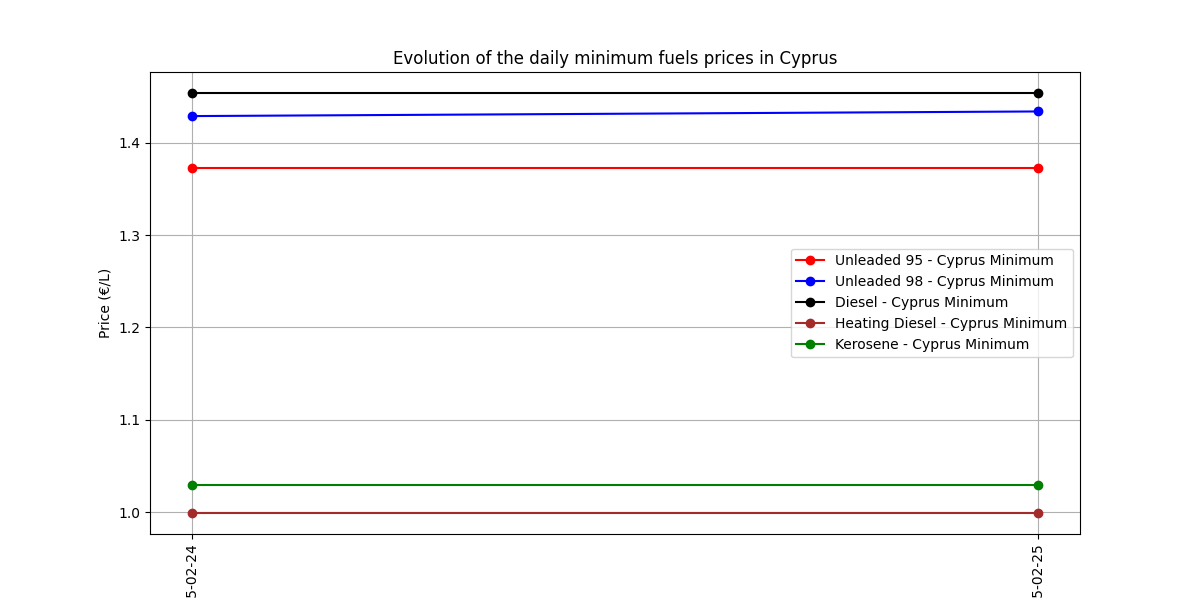 Evolution of the daily minimum fuels prices in Cyprus
Price (€/L)
1.4
1.3
1.2
1.1
1.0
Unleaded 95 - Cyprus Minimum
Unleaded 98 - Cyprus Minimum
Diesel - Cyprus Minimum
Heating Diesel - Cyprus Minimum
Kerosene - Cyprus Minimum
5-02-24
5-02-25